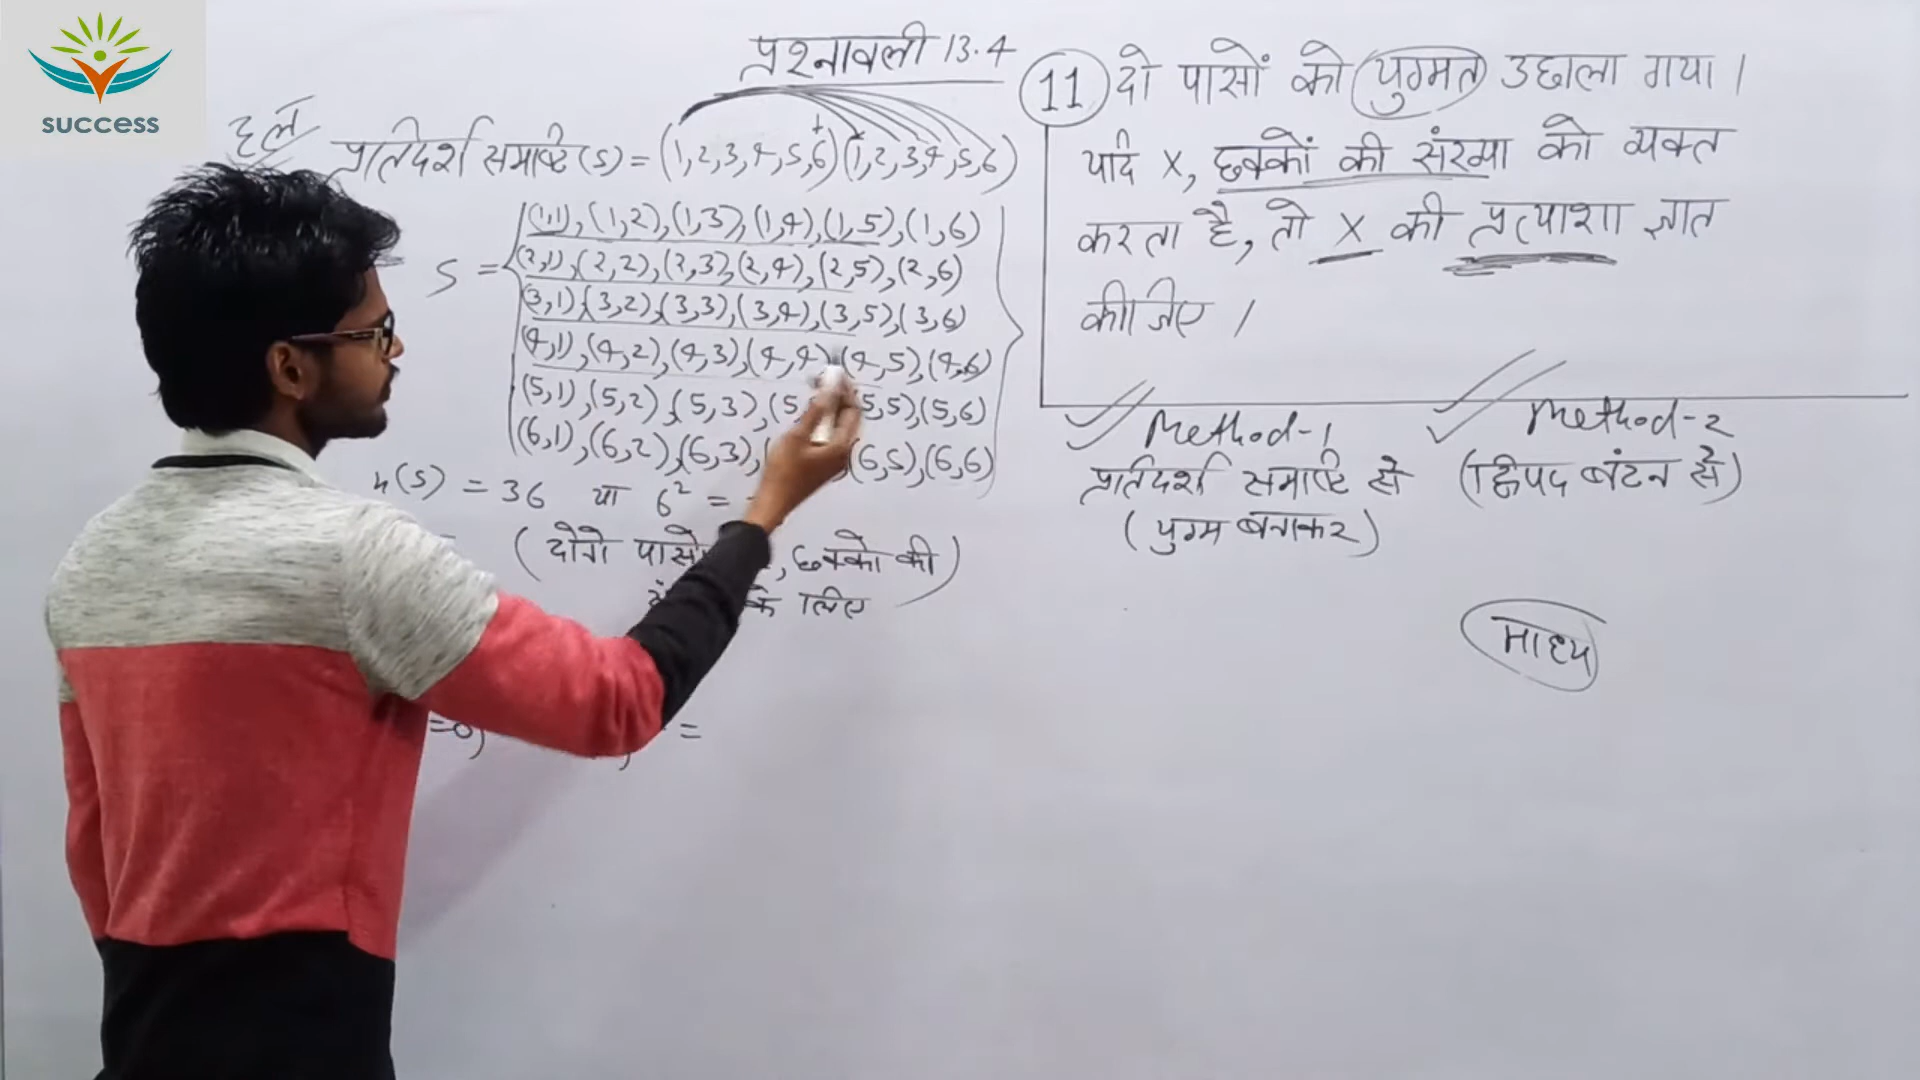 success
प्रश्नावली 13.4
हल
प्रतिदर्श समष्टि (S) = (1,2,3,4,5,6)(1,2,3,4,5,6)
S = {(1,1), (1,2), (1,3), (1,4), (1,5), (1,6)
(2,1), (2,2), (2,3), (2,4), (2,5), (2,6)
(3,1), (3,2), (3,3), (3,4), (3,5), (3,6)
(4,1), (4,2), (4,3), (4,4), (4,5), (4,6)
(5,1), (5,2), (5,3), (5, 5,5), (5,6)
(6,1), (6,2), (6,3), ( (6,5), (6,6)}
n(S) = 36 या 6² =
(दोनो , छक्को की)
के लिए
=0) =
11 दो पासों को युग्मत उछाला गया ।
यदि X, छक्कों की संख्या को व्यक्त
करता है, तो X की प्रत्याशा ज्ञात
कीजिए ।
Method-1
प्रतिदर्श समष्टि से
(युग्म बनाकर)
Method-2
(द्विपद बंटन से)
माध्य